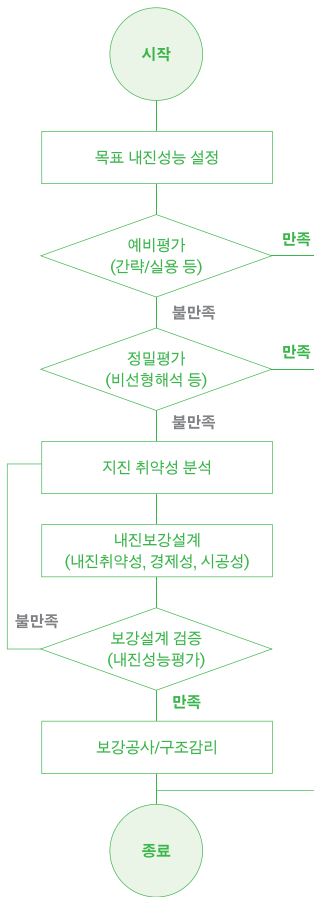 시작
목표 내진성능 설정
예비평가
(간략/실용 등)
만족
불만족
정밀평가
(비선형해석 등)
만족
불만족
지진 취약성 분석
내진보강설계
(내진취약성, 경제성, 시공성)
불만족
보강설계 검증
(내진성능평가)
만족
보강공사/구조감리
종료